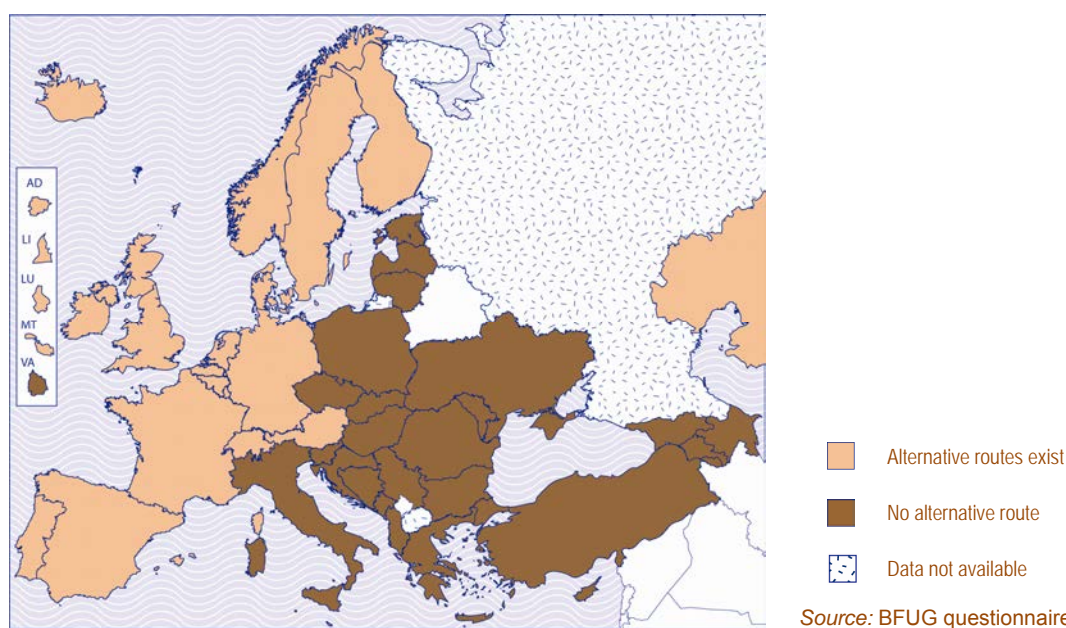 AD
LI
LU
MT
VA
Alternative routes exist
No alternative route
Data not available
Source: BFUG questionnaire